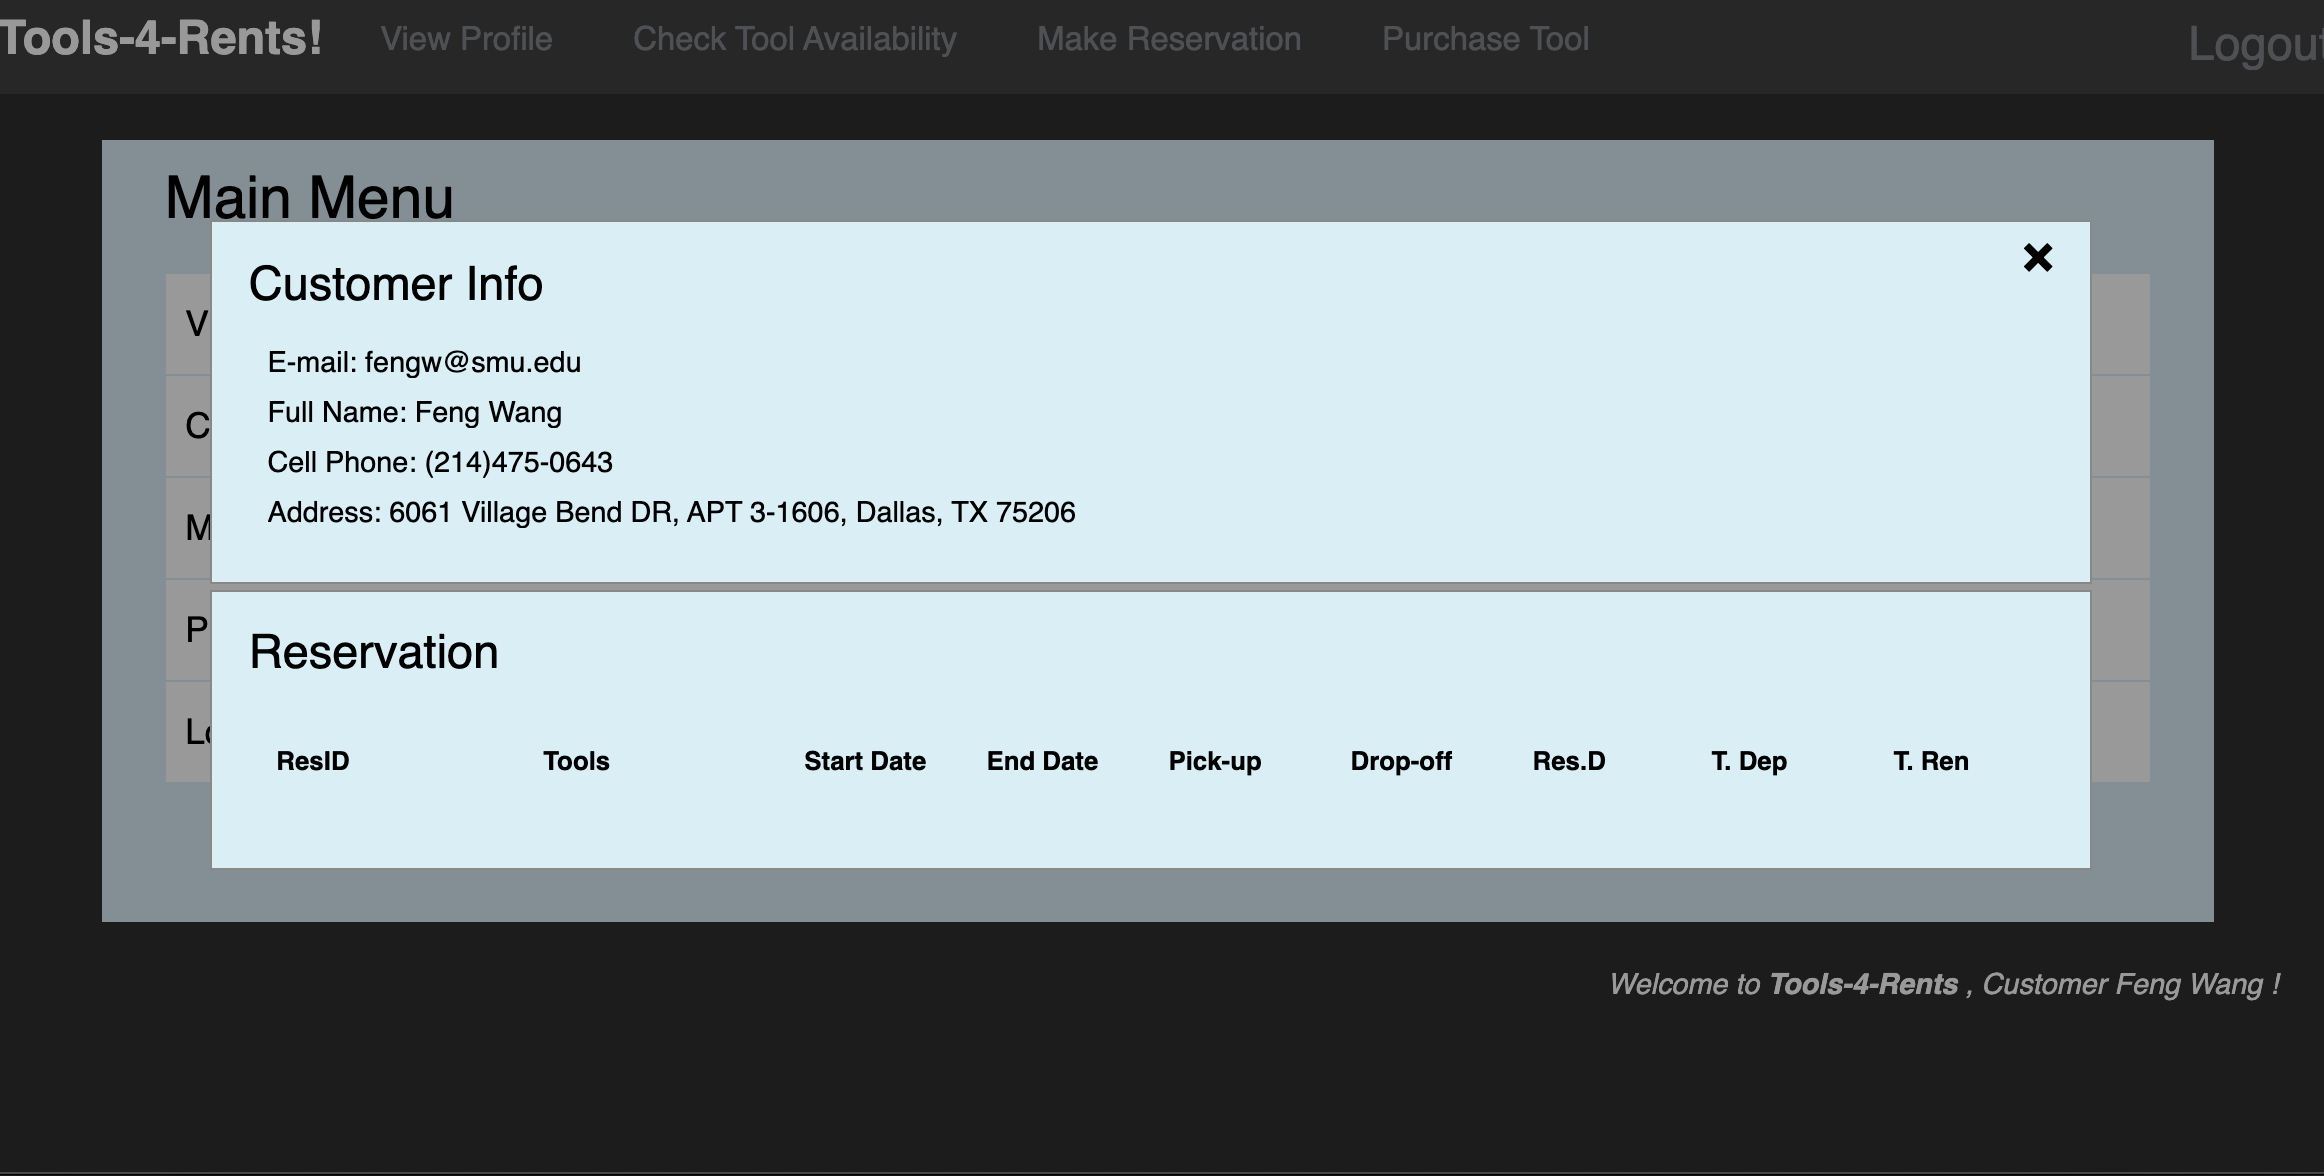 Tools-4-Rents! View Profile Check Tool Availability Make Reservation Purchase Tool Logout
Main Menu
Customer Info
E-mail: fengw@smu.edu
Full Name: Feng Wang
Cell Phone: (214)475-0643
Address: 6061 Village Bend DR, APT 3-1606, Dallas, TX 75206
Reservation
ResID Tools Start Date End Date Pick-up Drop-off Res.D T. Dep T. Ren
Welcome to Tools-4-Rents , Customer Feng Wang !